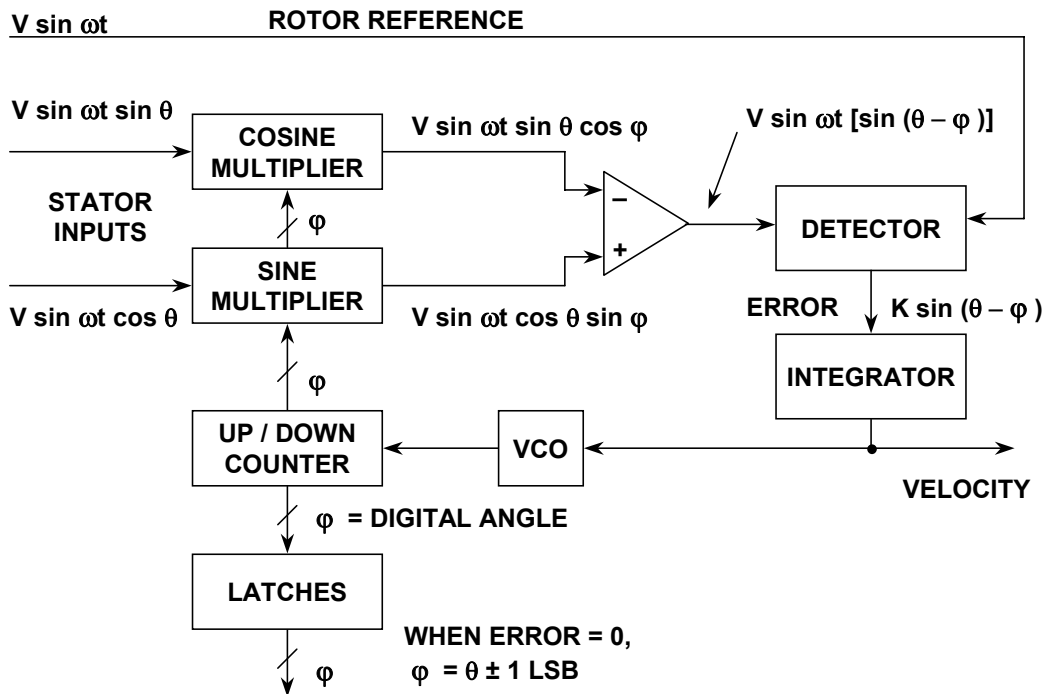 V sin ωt
ROTOR REFERENCE
V sin ωt sin θ
COSINE
MULTIPLIER
V sin ωt sin θ cos φ
V sin ωt [sin (θ – φ )]
STATOR
INPUTS
φ
–
+
DETECTOR
SINE
MULTIPLIER
V sin ωt cos θ
V sin ωt cos θ sin φ
ERROR
K sin (θ – φ )
φ
INTEGRATOR
UP / DOWN
COUNTER
VCO
VELOCITY
φ = DIGITAL ANGLE
LATCHES
WHEN ERROR = 0,
φ = θ ± 1 LSB
φ